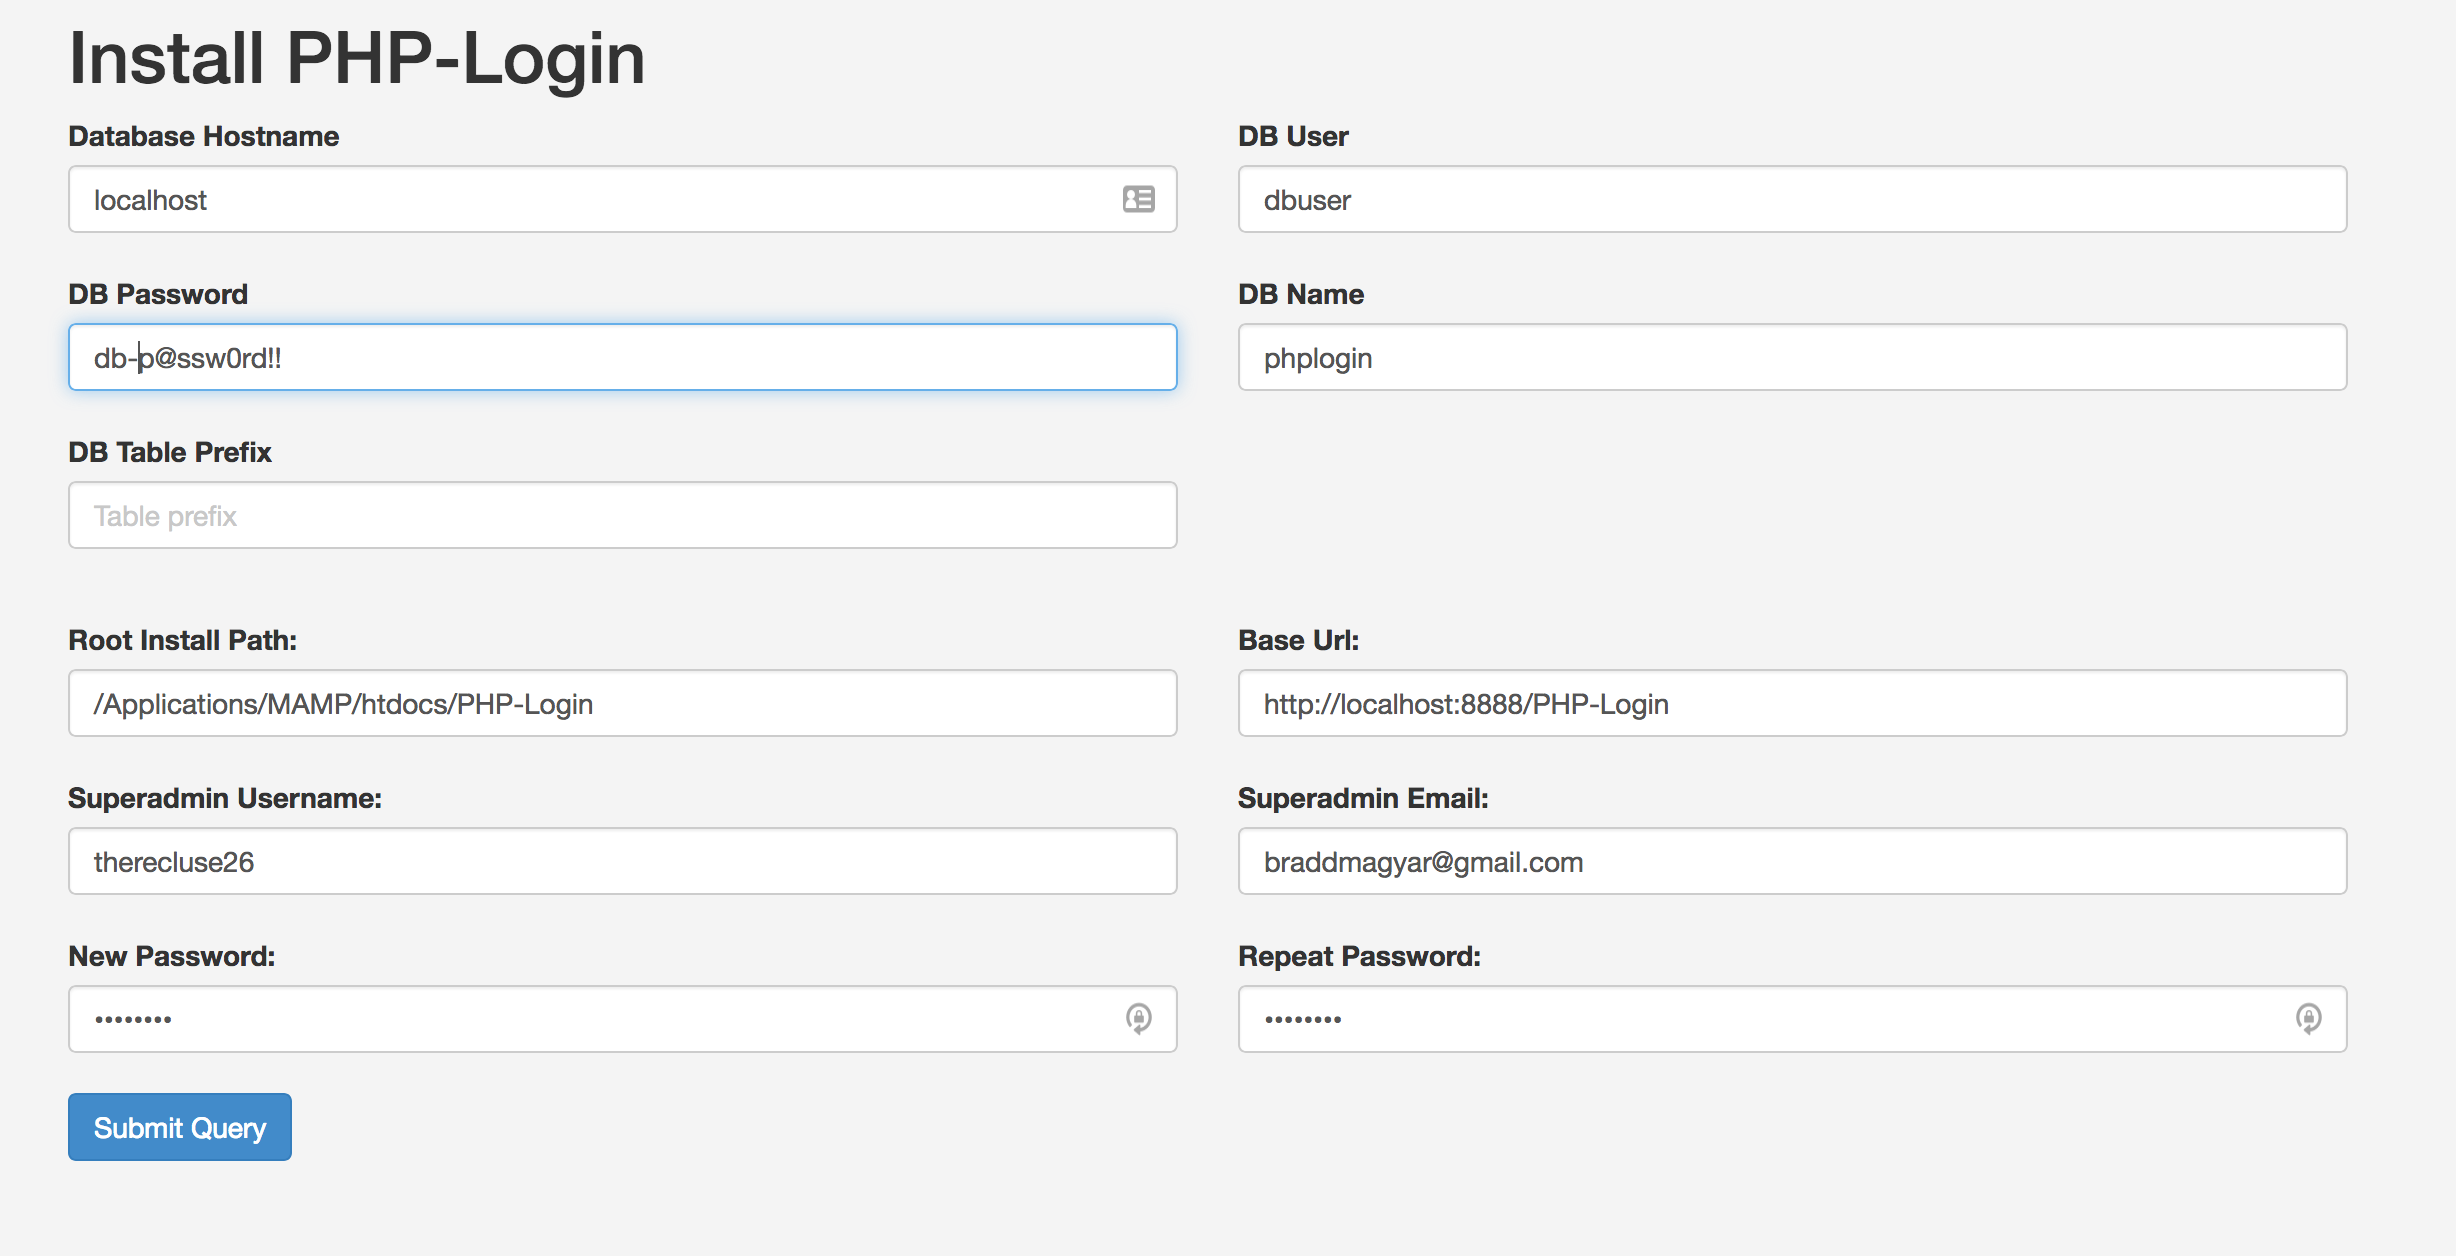 Install PHP-Login
Database Hostname
DB User
localhost
dbuser
DB Password
DB Name
db-p@ssw0rd!!
phplogin
DB Table Prefix
Table prefix
Root Install Path:
Base Url:
/Applications/MAMP/htdocs/PHP-Login
http://localhost:8888/PHP-Login
Superadmin Username:
Superadmin Email:
therecluse26
braddmagyar@gmail.com
New Password:
Repeat Password:
••••••••
••••••••
Submit Query